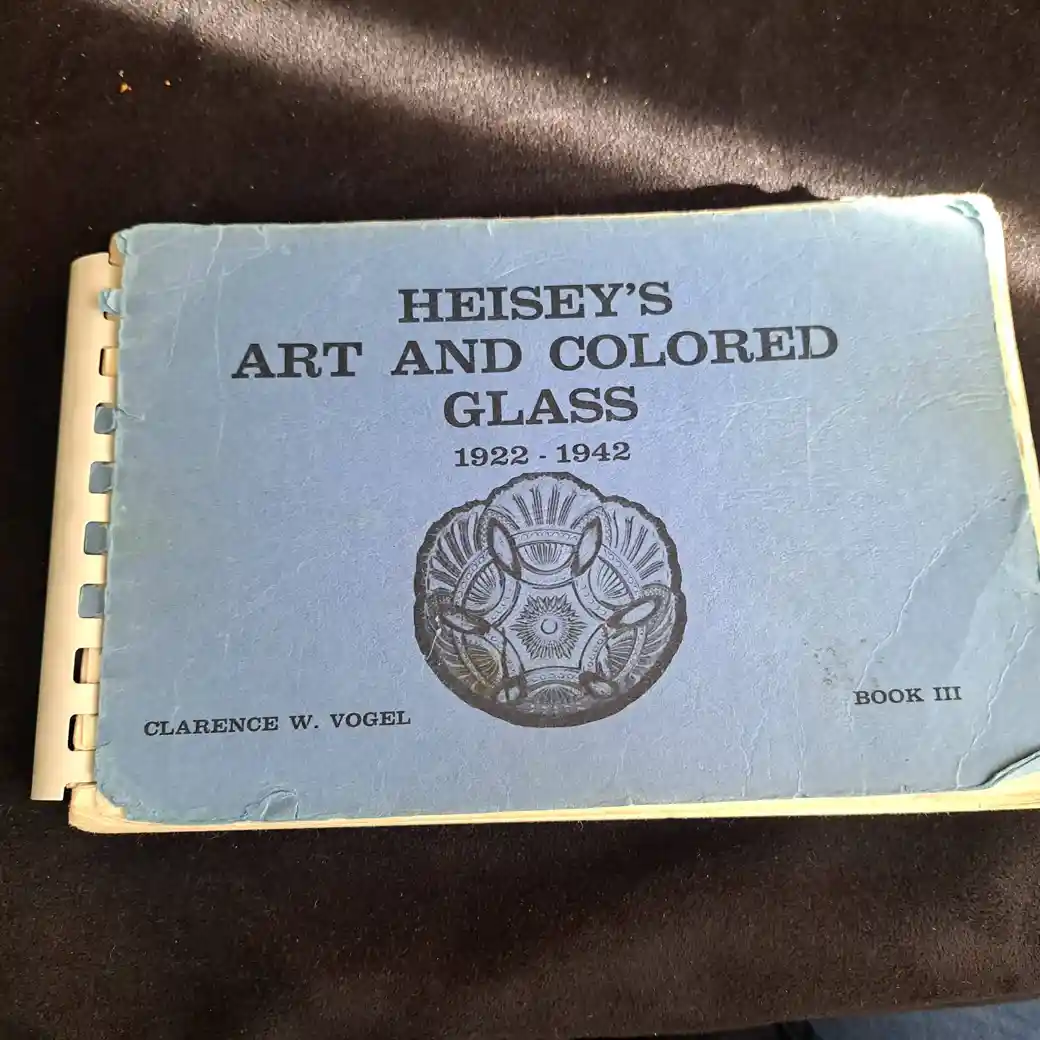 HEISEY'S
ART AND COLORED
GLASS
1922 - 1942
CLARENCE W. VOGEL
BOOK III